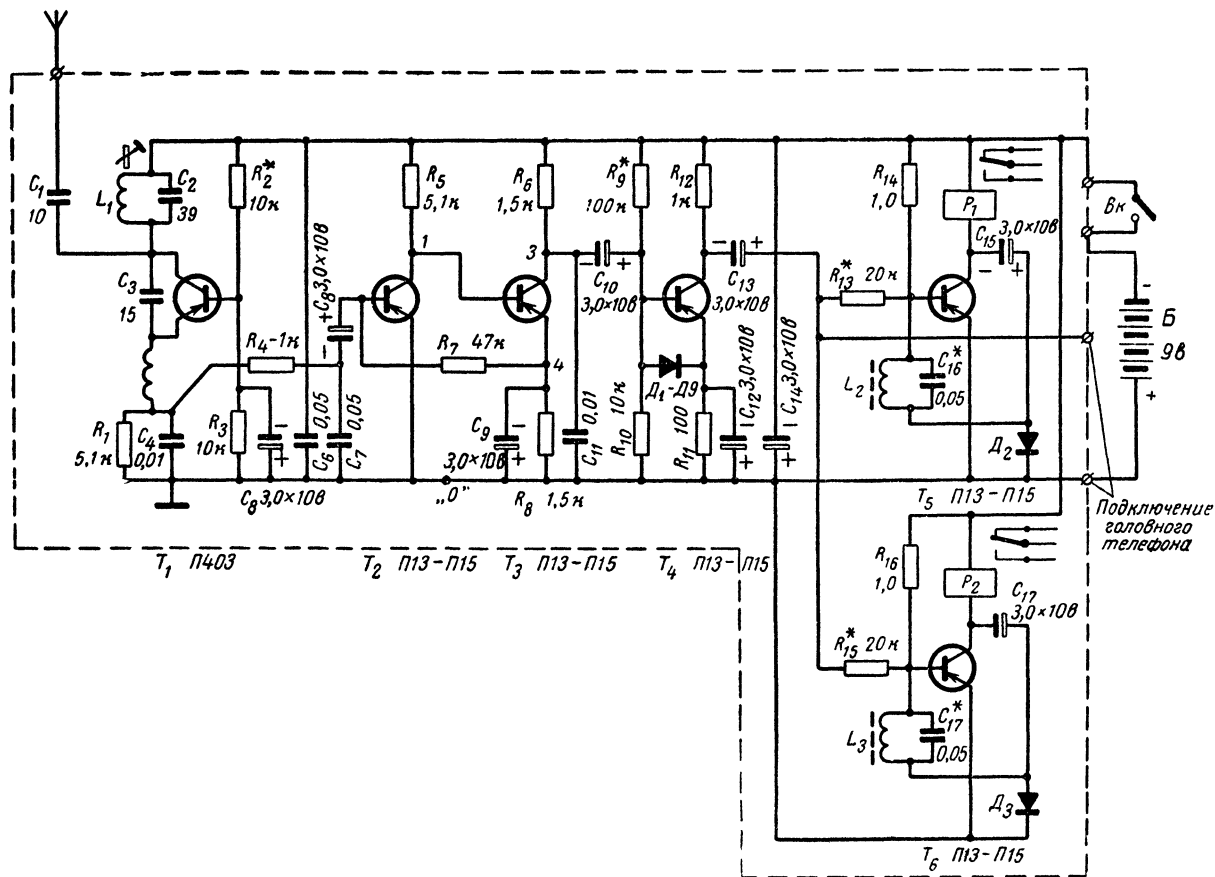 C₁
10
L₁
C₂
39
R₂*
10к
C₃
15
R₁
5,1к
C₄
0,01
R₃
10к
C₈ 3,0×10в
R₄-1к
+ C₈ 3,0×10в
-
0,05
C₆
0,05
C₇
R₅
5,1к
1
R₆
1,5к
3
R₇ 47к
4
C₉
3,0×10в
-
+
„0"
R₈ 1,5к
0,01
C₁₁
R₉*
100к
C₁₀
3,0×10в
-
+
R₁₀ 10к
Д₁-Д9
R₁₂
1к
R₁₁ 100
C₁₂ 3,0×10в
-
+
C₁₄ 3,0×10в
-
+
C₁₃
3,0×10в
-
+
R₁₃* 20к
R₁₄
1,0
P₁
C₁₅ 3,0×10в
-
+
L₂
C₁₆*
0,05
Д₂
Вк
Б
9в
-
+
T₅ П13-П15
Подключение
головного
телефона
T₁ П403
T₂ П13-П15
T₃ П13-П15
T₄ П13-П15
R₁₆
1,0
P₂
C₁₇
3,0×10в
R₁₅* 20к
L₃
C₁₇*
0,05
Д₃
T₆ П13-П15